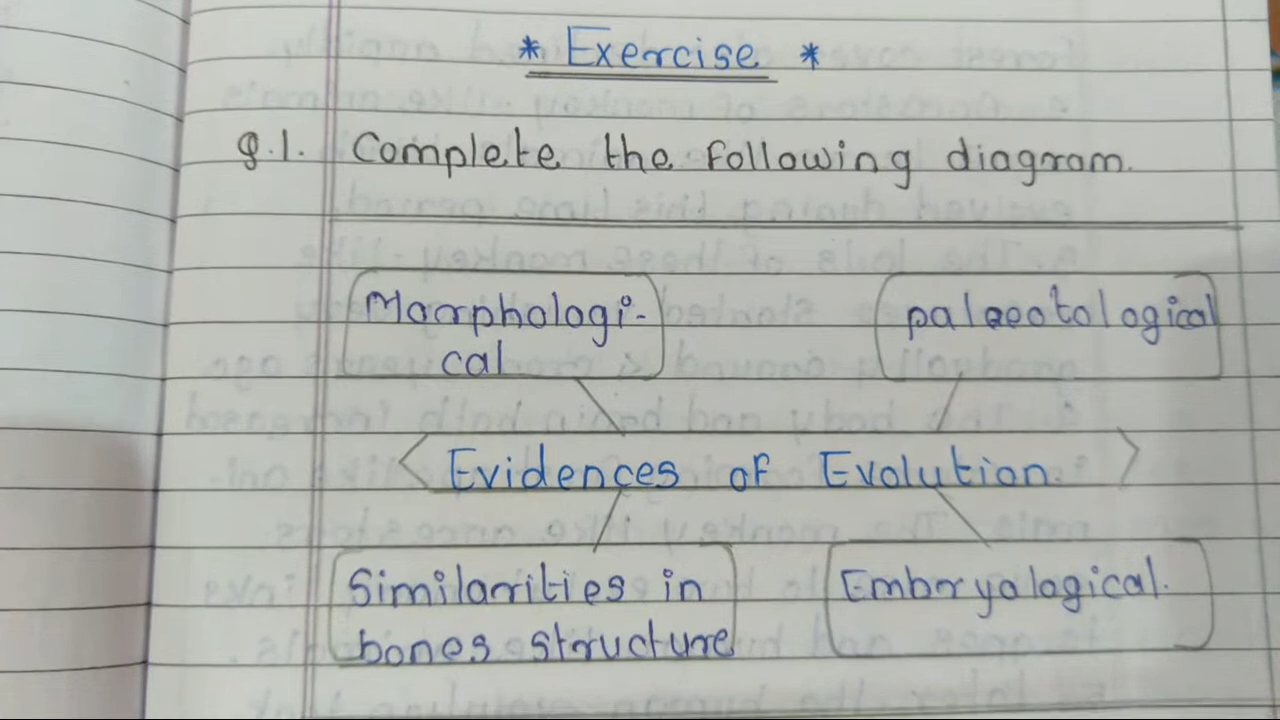 * Exercise *
Q.1. Complete the following diagram.
Morphologi-
cal
palaeotological
Evidences of Evolution.
Similarities in
bones structure
Embryological.